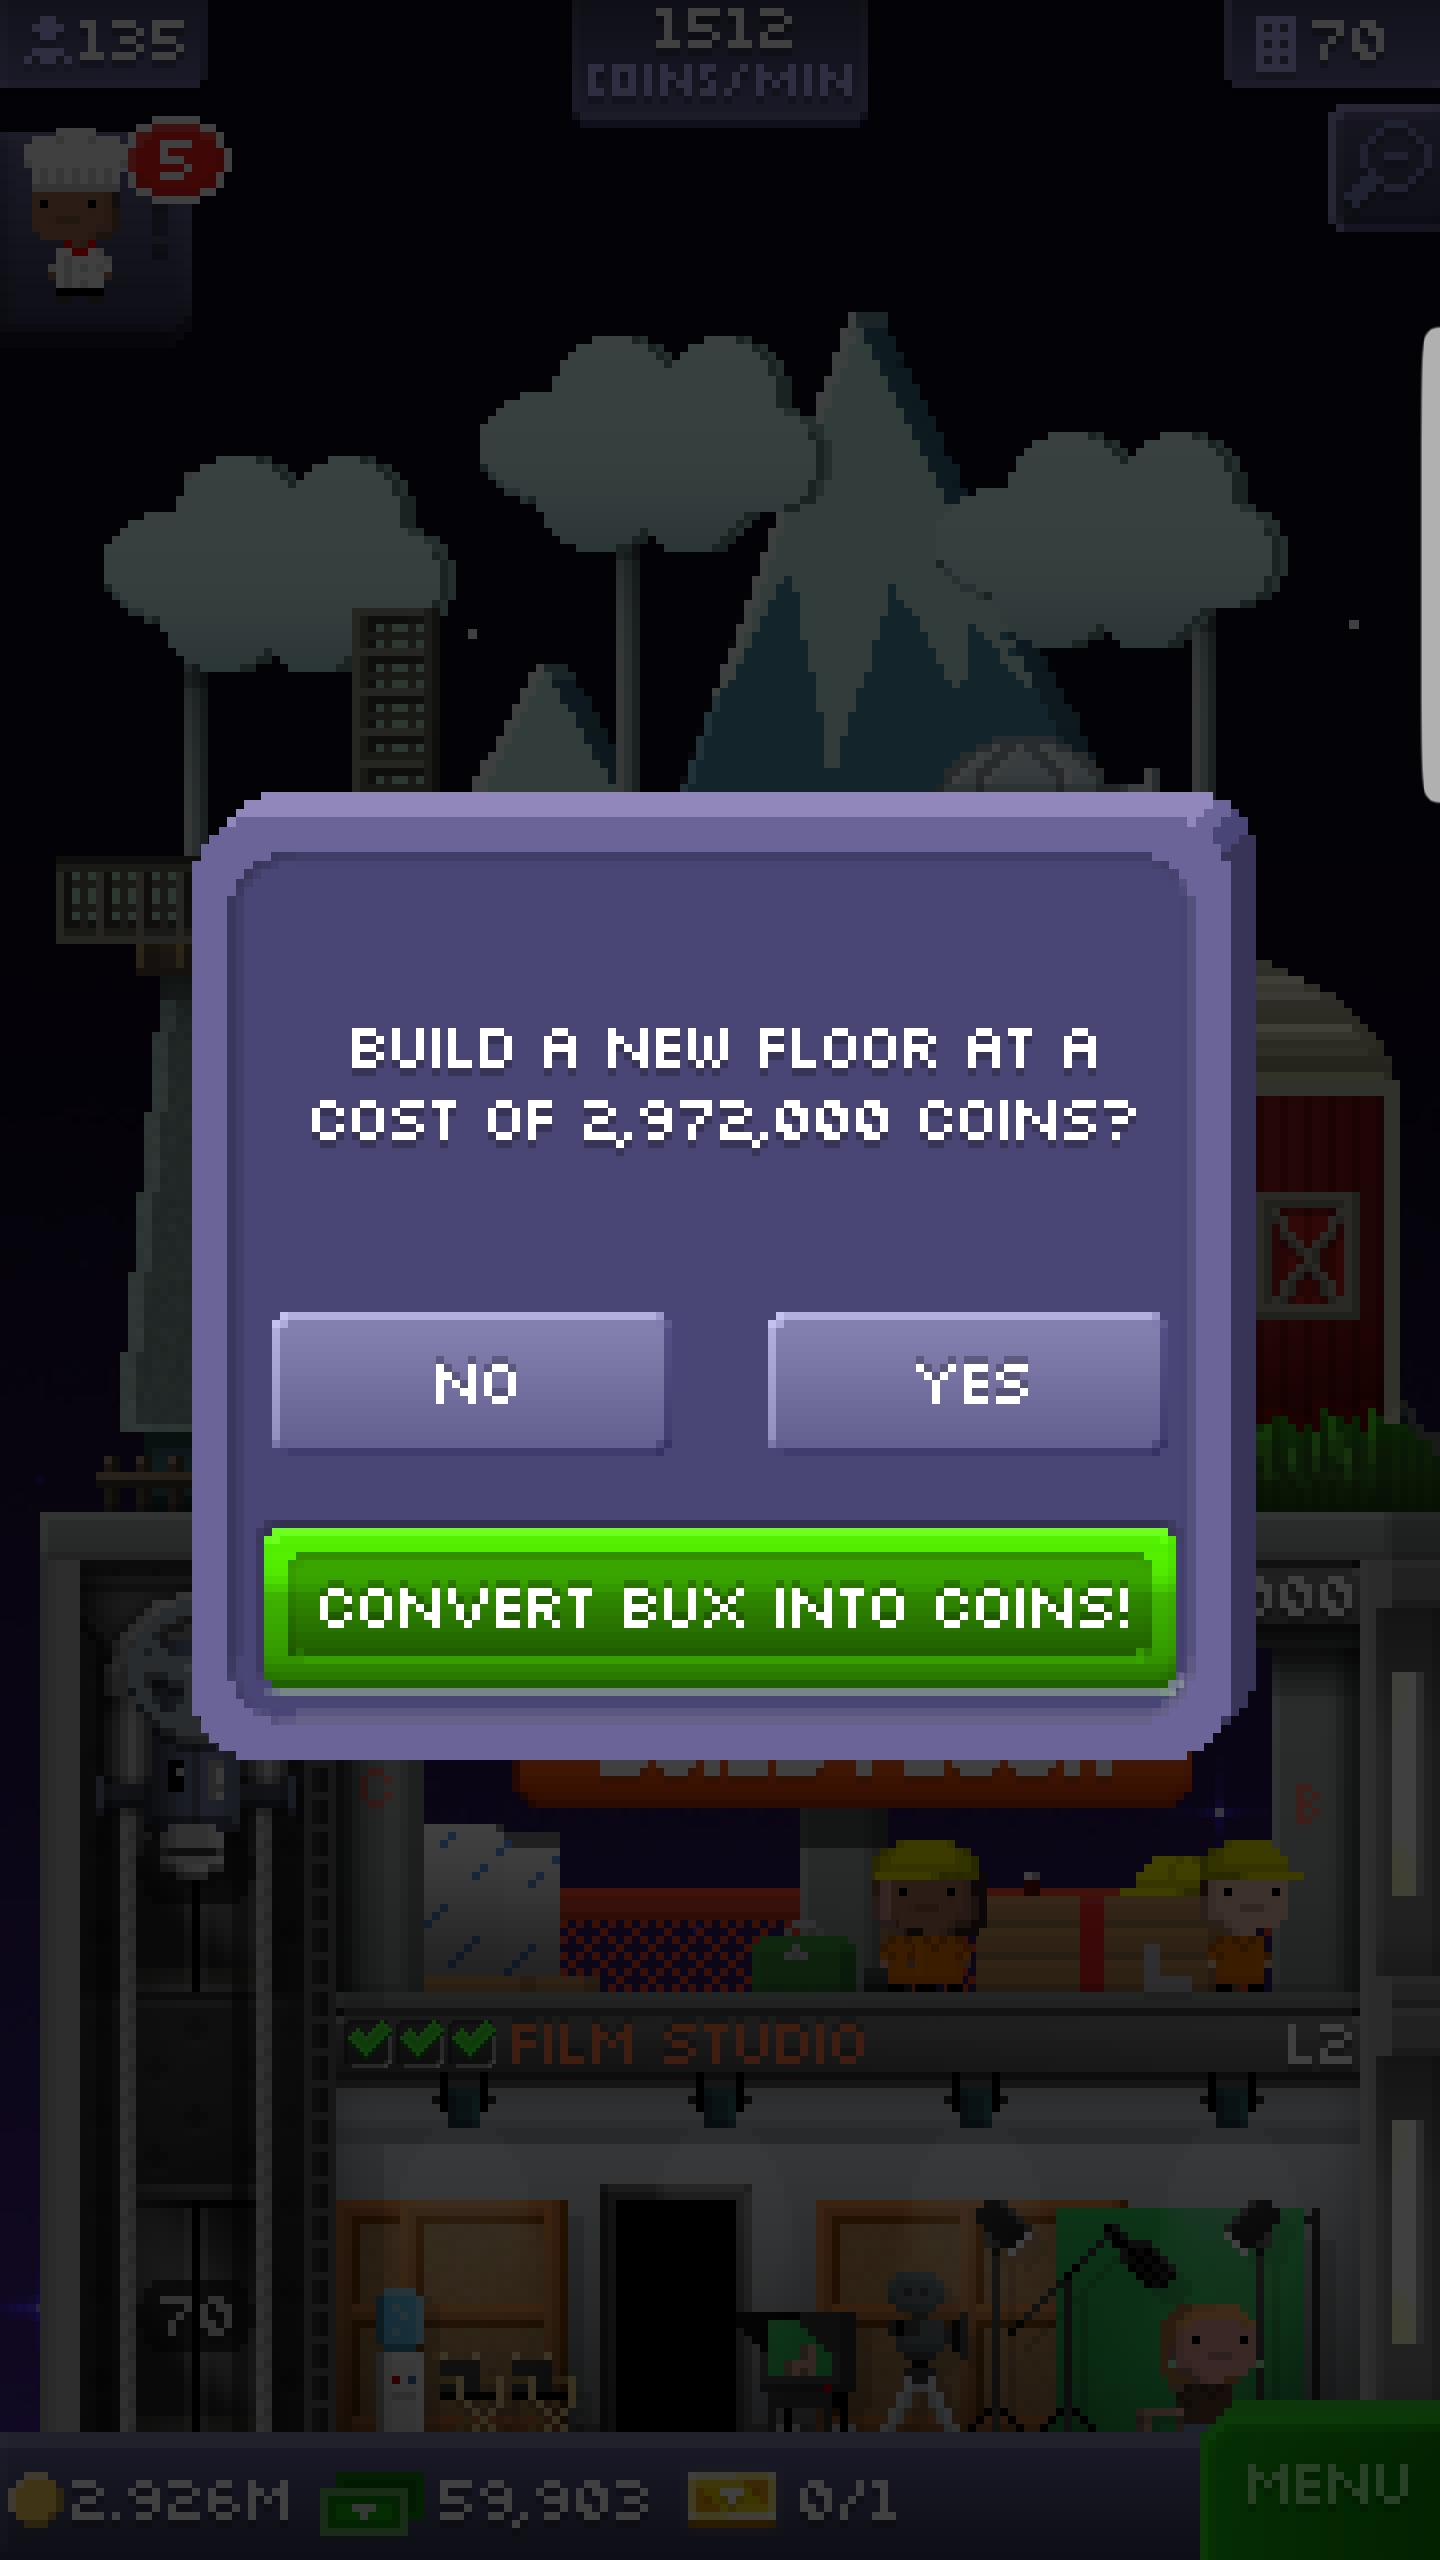 135
1512
COINS/MIN
70
5
BUILD A NEW FLOOR AT A
COST OF 2,972,000 COINS?
NO
YES
CONVERT BUX INTO COINS!
000
C
B
FILM STUDIO
L2
70
2.926M
59,903
0/1
MENU